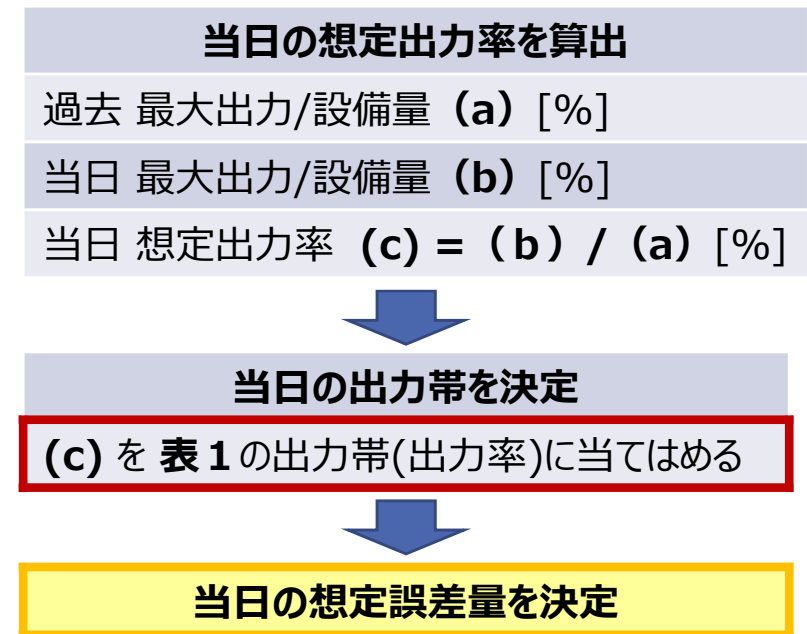 当日の想定出力率を算出
過去 最大出力/設備量（a）[%]
当日 最大出力/設備量（b）[%]
当日 想定出力率 (c) =（b）/（a）[%]
当日の出力帯を決定
(c) を 表１の出力帯(出力率)に当てはめる
当日の想定誤差量を決定